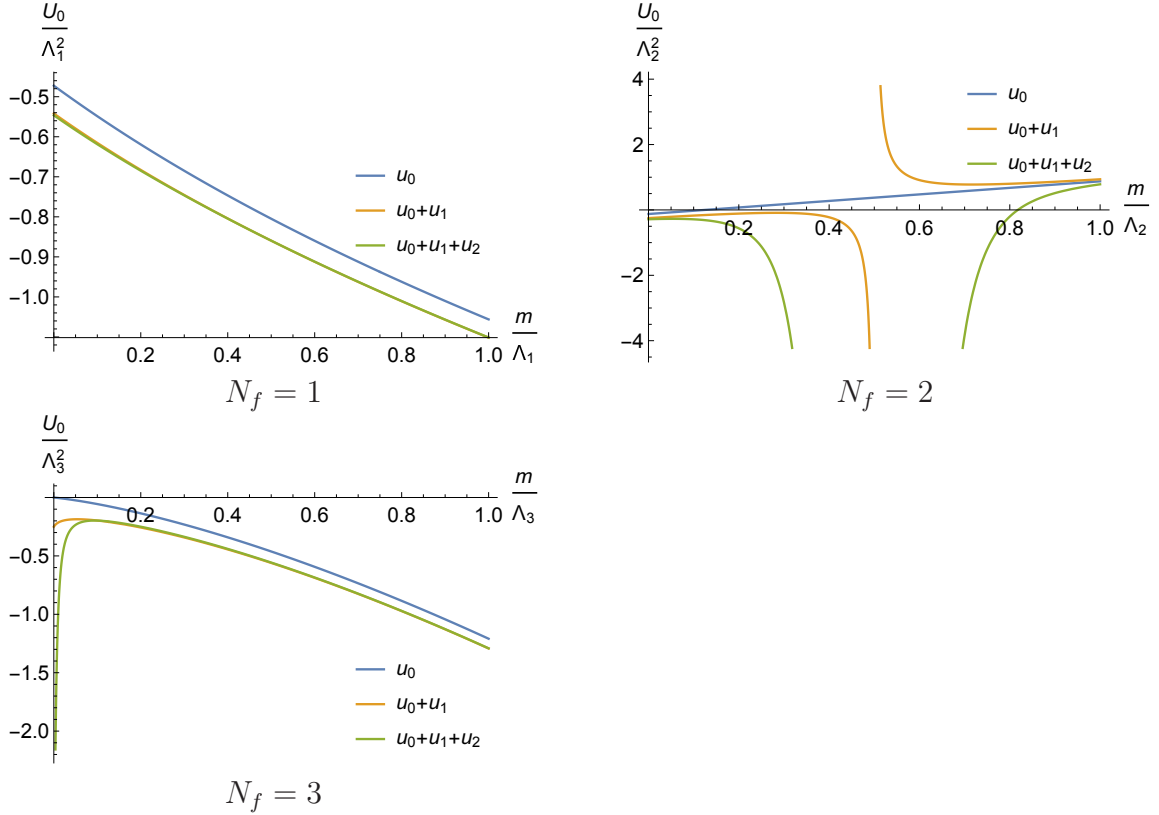 U₀/Λ₁²
−0.5
−0.6
−0.7
−0.8
−0.9
−1.0
0.2 0.4 0.6 0.8 1.0
m/Λ₁
u₀
u₀+u₁
u₀+u₁+u₂
N_f = 1
U₀/Λ₂²
4
2
−2
−4
0.2 0.4 0.6 0.8 1.0
m/Λ₂
u₀
u₀+u₁
u₀+u₁+u₂
N_f = 2
U₀/Λ₃²
−0.5
−1.0
−1.5
−2.0
0.2 0.4 0.6 0.8 1.0
m/Λ₃
u₀
u₀+u₁
u₀+u₁+u₂
N_f = 3